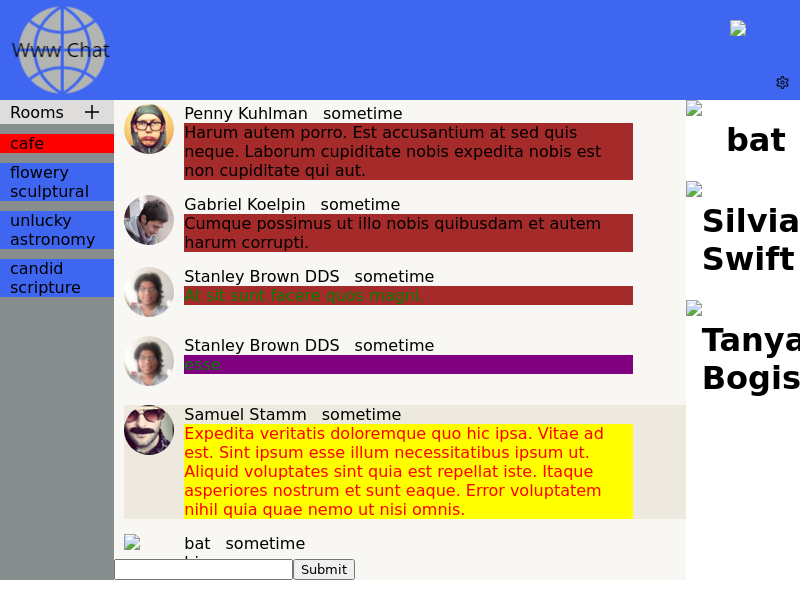 Www Chat
Rooms +
cafe
flowery
sculptural
unlucky
astronomy
candid
scripture
Penny Kuhlman sometime
Harum autem porro. Est accusantium at sed quis
neque. Laborum cupiditate nobis expedita nobis est
non cupiditate qui aut.
Gabriel Koelpin sometime
Cumque possimus ut illo nobis quibusdam et autem
harum corrupti.
Stanley Brown DDS sometime
At sit sunt facere quos magni.
Stanley Brown DDS sometime
esse
Samuel Stamm sometime
Expedita veritatis doloremque quo hic ipsa. Vitae ad
est. Sint ipsum esse illum necessitatibus ipsum ut.
Aliquid voluptates sint quia est repellat iste. Itaque
asperiores nostrum et sunt eaque. Error voluptatem
nihil quia quae nemo ut nisi omnis.
bat sometime
Submit
bat
Silvia
Swift
Tanya
Bogis